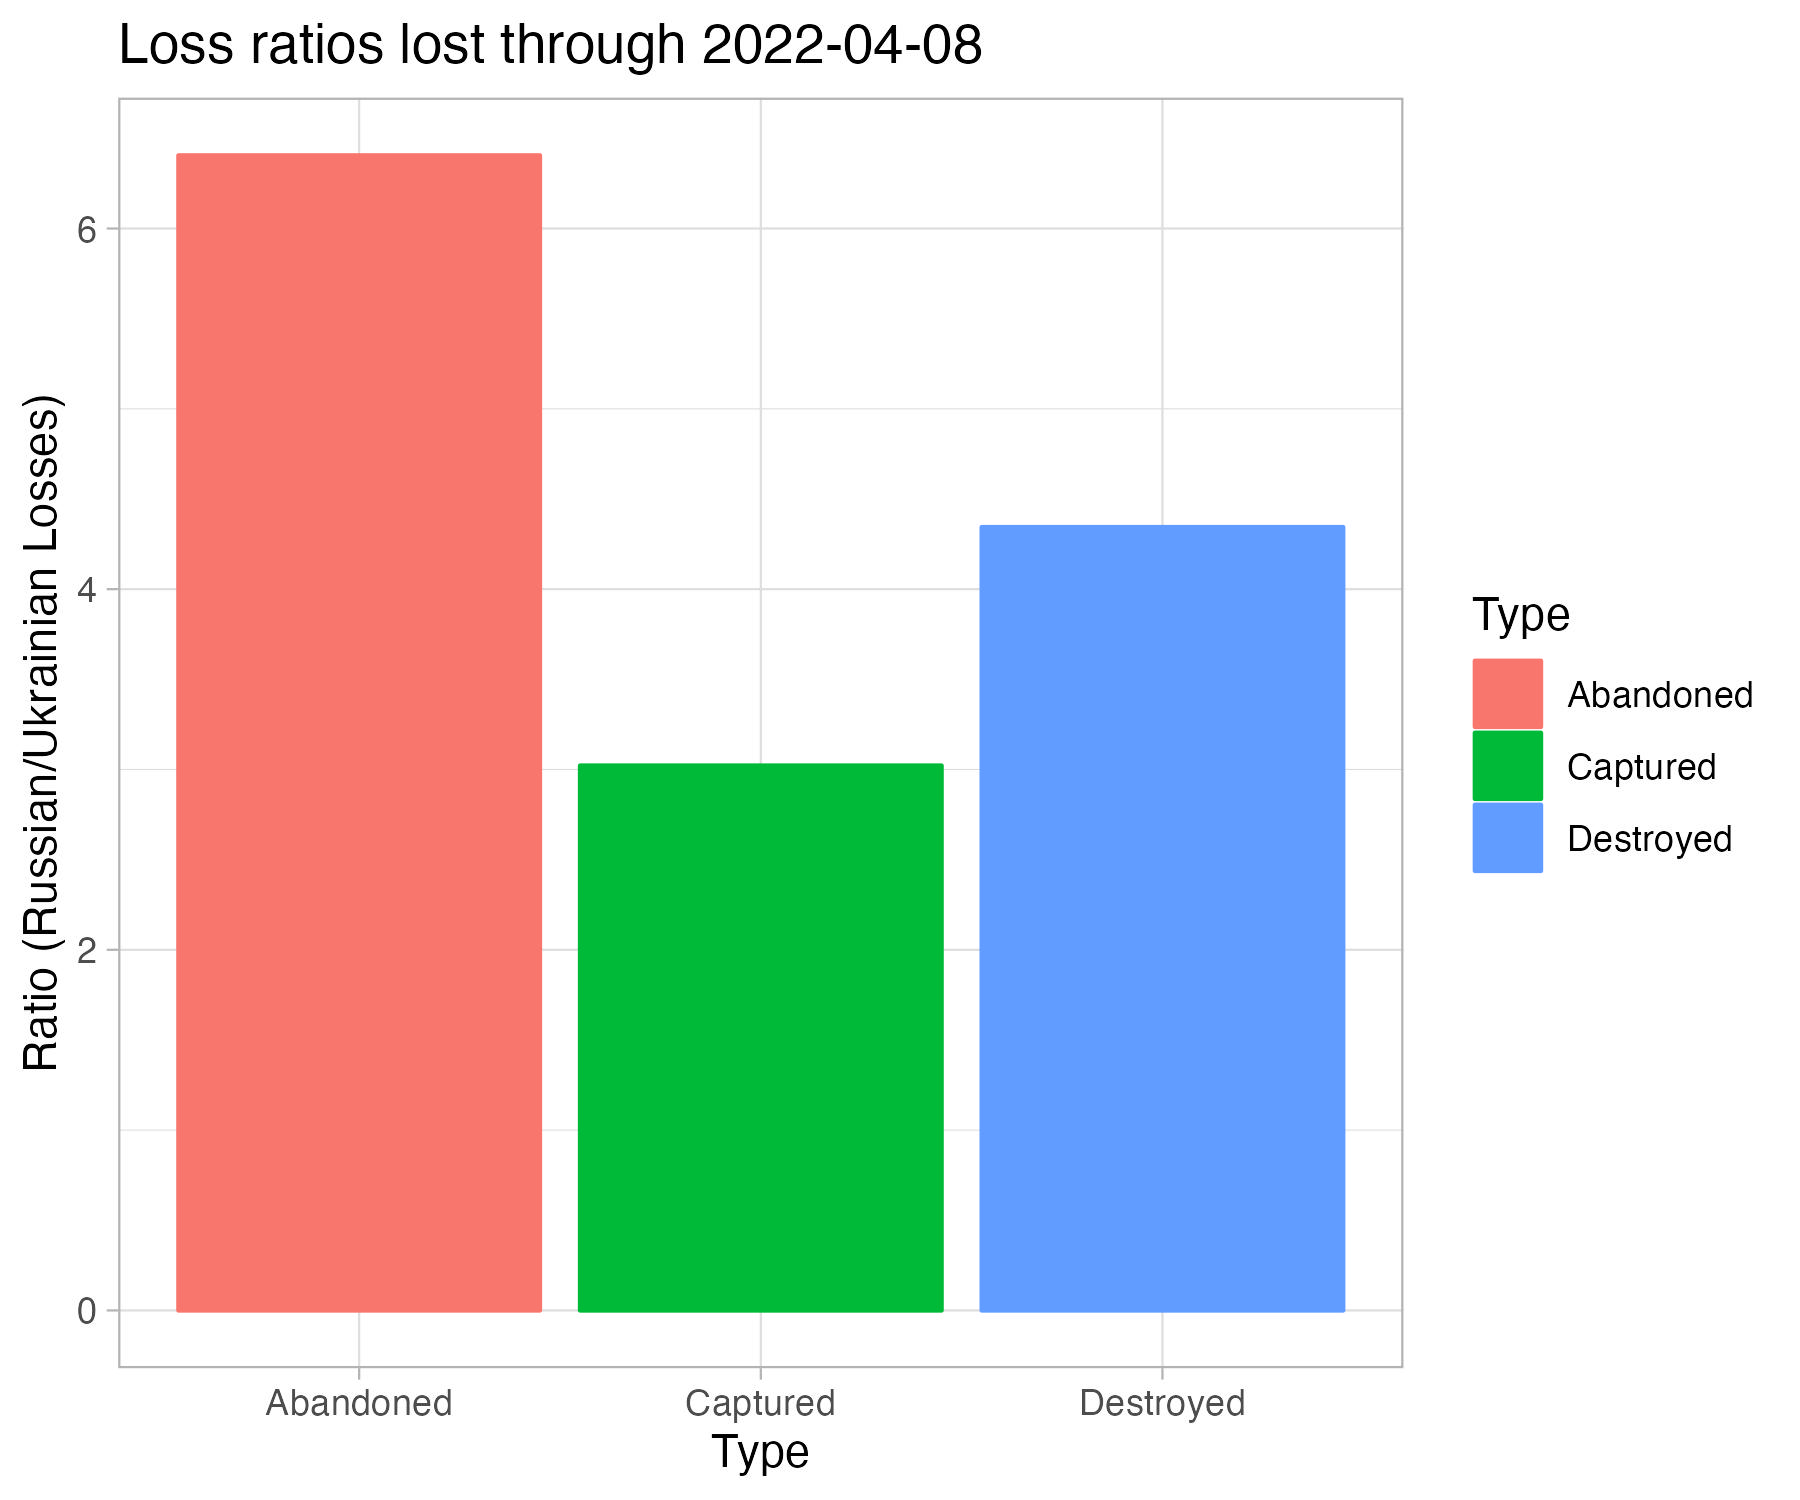 Loss ratios lost through 2022-04-08
Ratio (Russian/Ukrainian Losses)
6
4
2
0
Abandoned
Captured
Destroyed
Type
Type
Abandoned
Captured
Destroyed